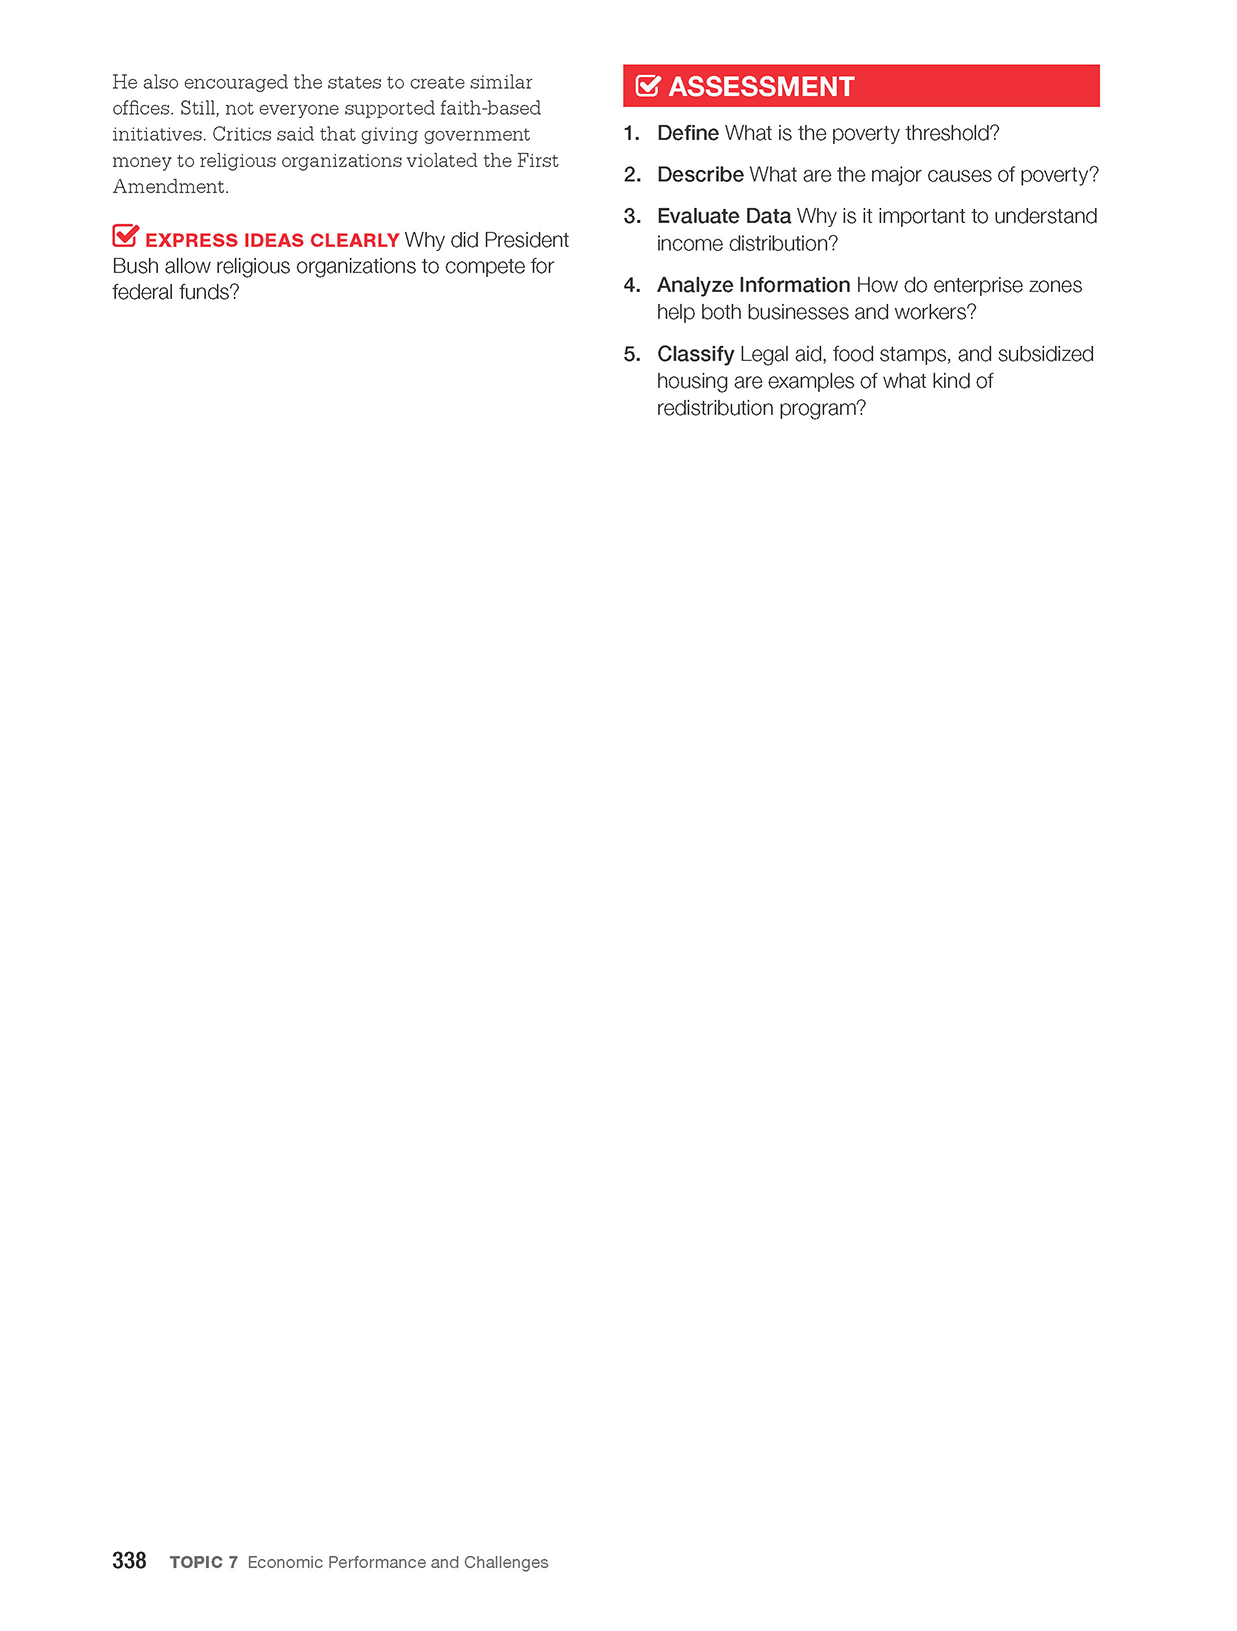 He also encouraged the states to create similar
offices. Still, not everyone supported faith-based
initiatives. Critics said that giving government
money to religious organizations violated the First
Amendment.
EXPRESS IDEAS CLEARLY Why did President
Bush allow religious organizations to compete for
federal funds?
ASSESSMENT
1. Define What is the poverty threshold?
2. Describe What are the major causes of poverty?
3. Evaluate Data Why is it important to understand
income distribution?
4. Analyze Information How do enterprise zones
help both businesses and workers?
5. Classify Legal aid, food stamps, and subsidized
housing are examples of what kind of
redistribution program?
338 TOPIC 7 Economic Performance and Challenges